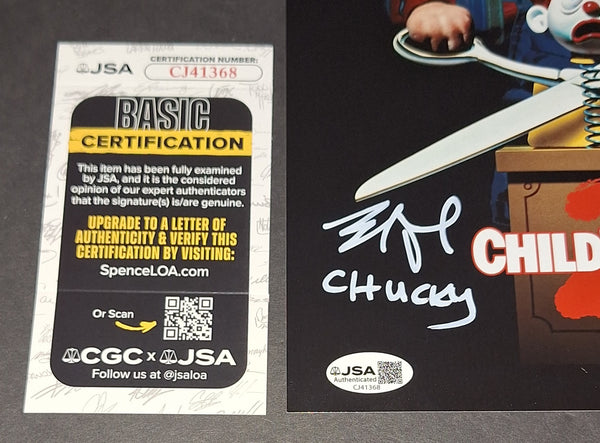 JSA
CERTIFICATION NUMBER:
CJ41368
BASIC
CERTIFICATION
This item has been fully examined
by JSA, and it is the considered
opinion of our expert authenticators
that the signature(s) is/are genuine.
UPGRADE TO A LETTER OF
AUTHENTICITY & VERIFY THIS
CERTIFICATION BY VISITING:
SpenceLOA.com
Or Scan
CGC x JSA
Follow us at @jsaloa
CHILD
CHucky
JSA
Authenticated
CJ41368